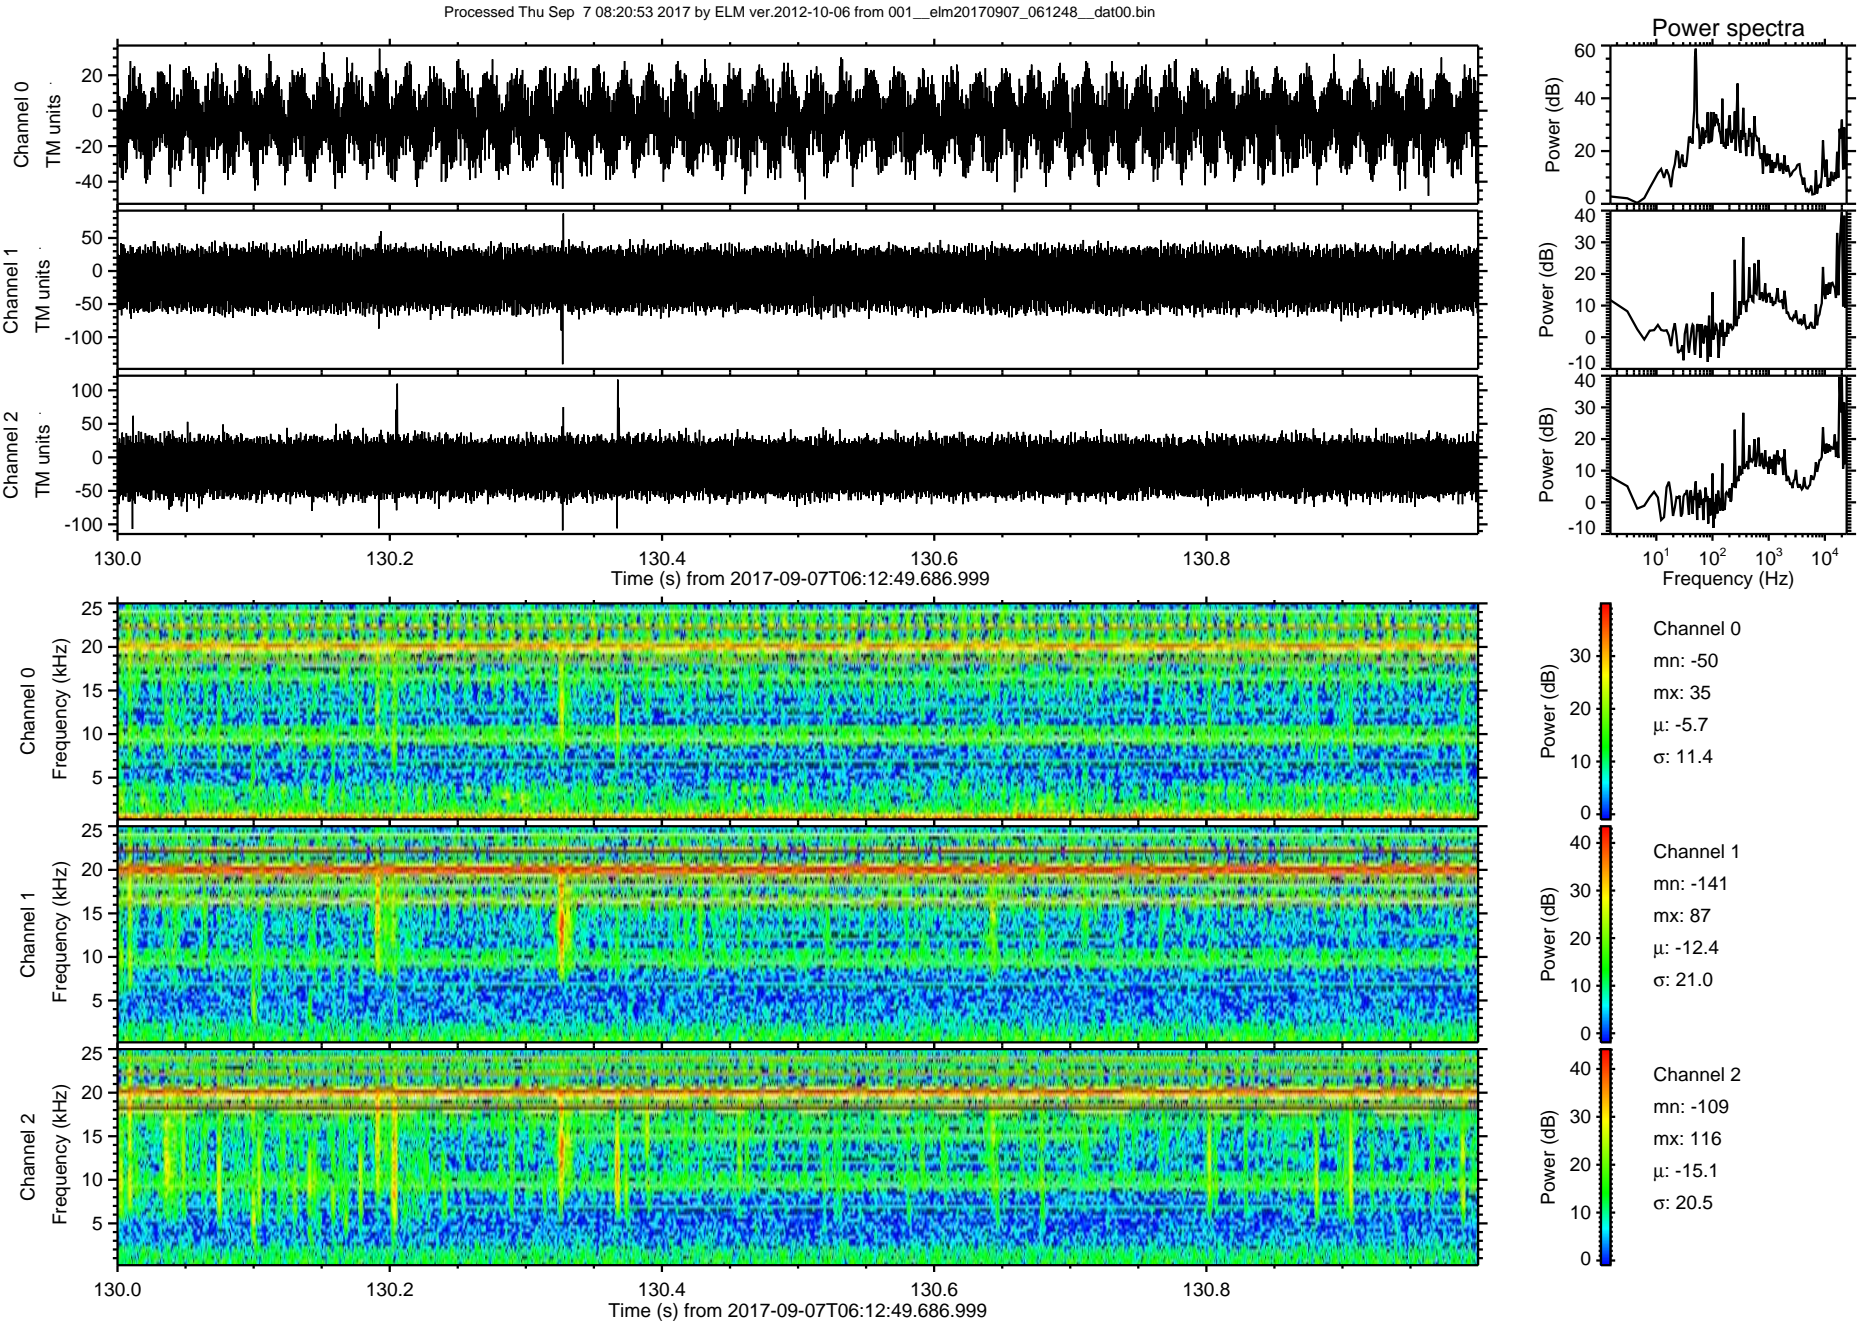 Processed Thu Sep  7 08:20:53 2017 by ELM ver.2012-10-06 from 001__elm20170907_061248__dat00.bin
Power spectra
Channel 0
TM units
20
0
-20
-40
Power (dB)
60
40
20
0
Channel 1
TM units
50
0
-50
-100
Power (dB)
40
30
20
10
0
-10
Channel 2
TM units
100
50
0
-50
-100
Power (dB)
40
30
20
10
0
-10
130.0 130.2 130.4 130.6 130.8
Time (s) from 2017-09-07T06:12:49.686.999
10^1 10^2 10^3 10^4
Frequency (Hz)
Channel 0
Frequency (kHz)
25
20
15
10
5
Power (dB)
30
20
10
0
Channel 0
mn: -50
mx: 35
μ: -5.7
σ: 11.4
Channel 1
Frequency (kHz)
25
20
15
10
5
Power (dB)
40
30
20
10
0
Channel 1
mn: -141
mx: 87
μ: -12.4
σ: 21.0
Channel 2
Frequency (kHz)
25
20
15
10
5
Power (dB)
40
30
20
10
0
Channel 2
mn: -109
mx: 116
μ: -15.1
σ: 20.5
130.0 130.2 130.4 130.6 130.8
Time (s) from 2017-09-07T06:12:49.686.999